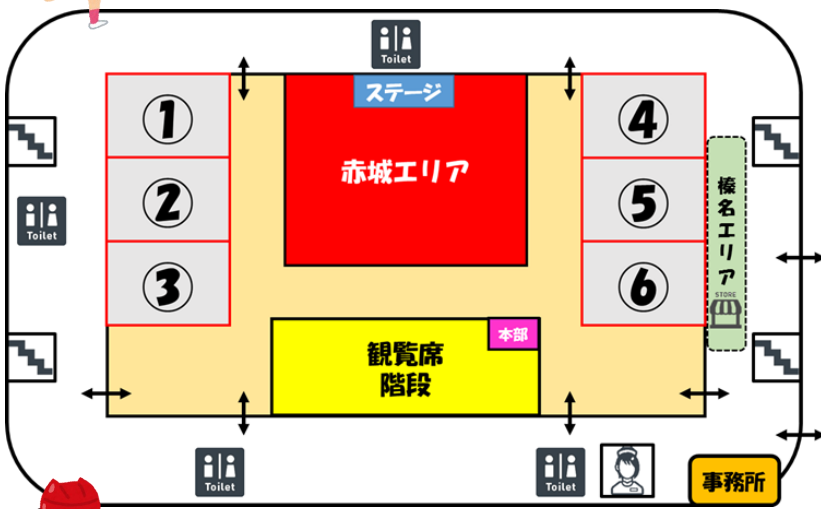 Toilet
ステージ
①
④
赤城エリア
②
⑤
榛名エリア
Toilet
③
⑥
STORE
本部
観覧席
階段
Toilet
Toilet
事務所